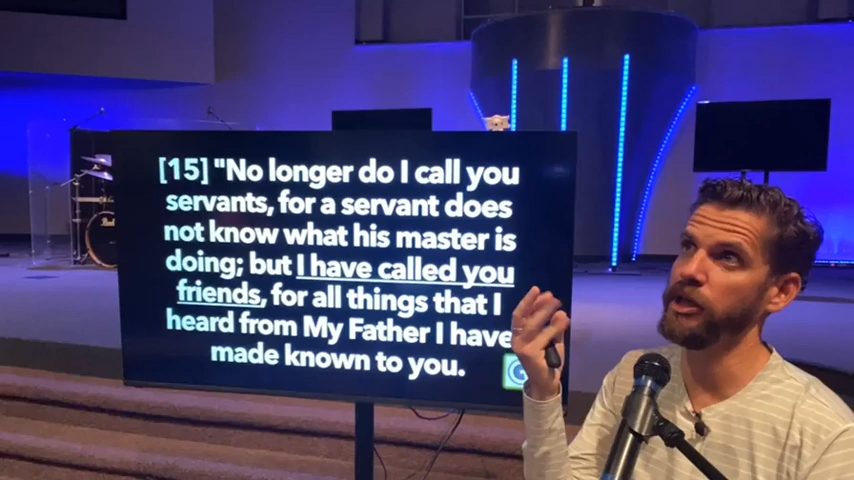 [15] "No longer do I call you
servants, for a servant does
not know what his master is
doing; but I have called you
friends, for all things that I
heard from My Father I have
made known to you.